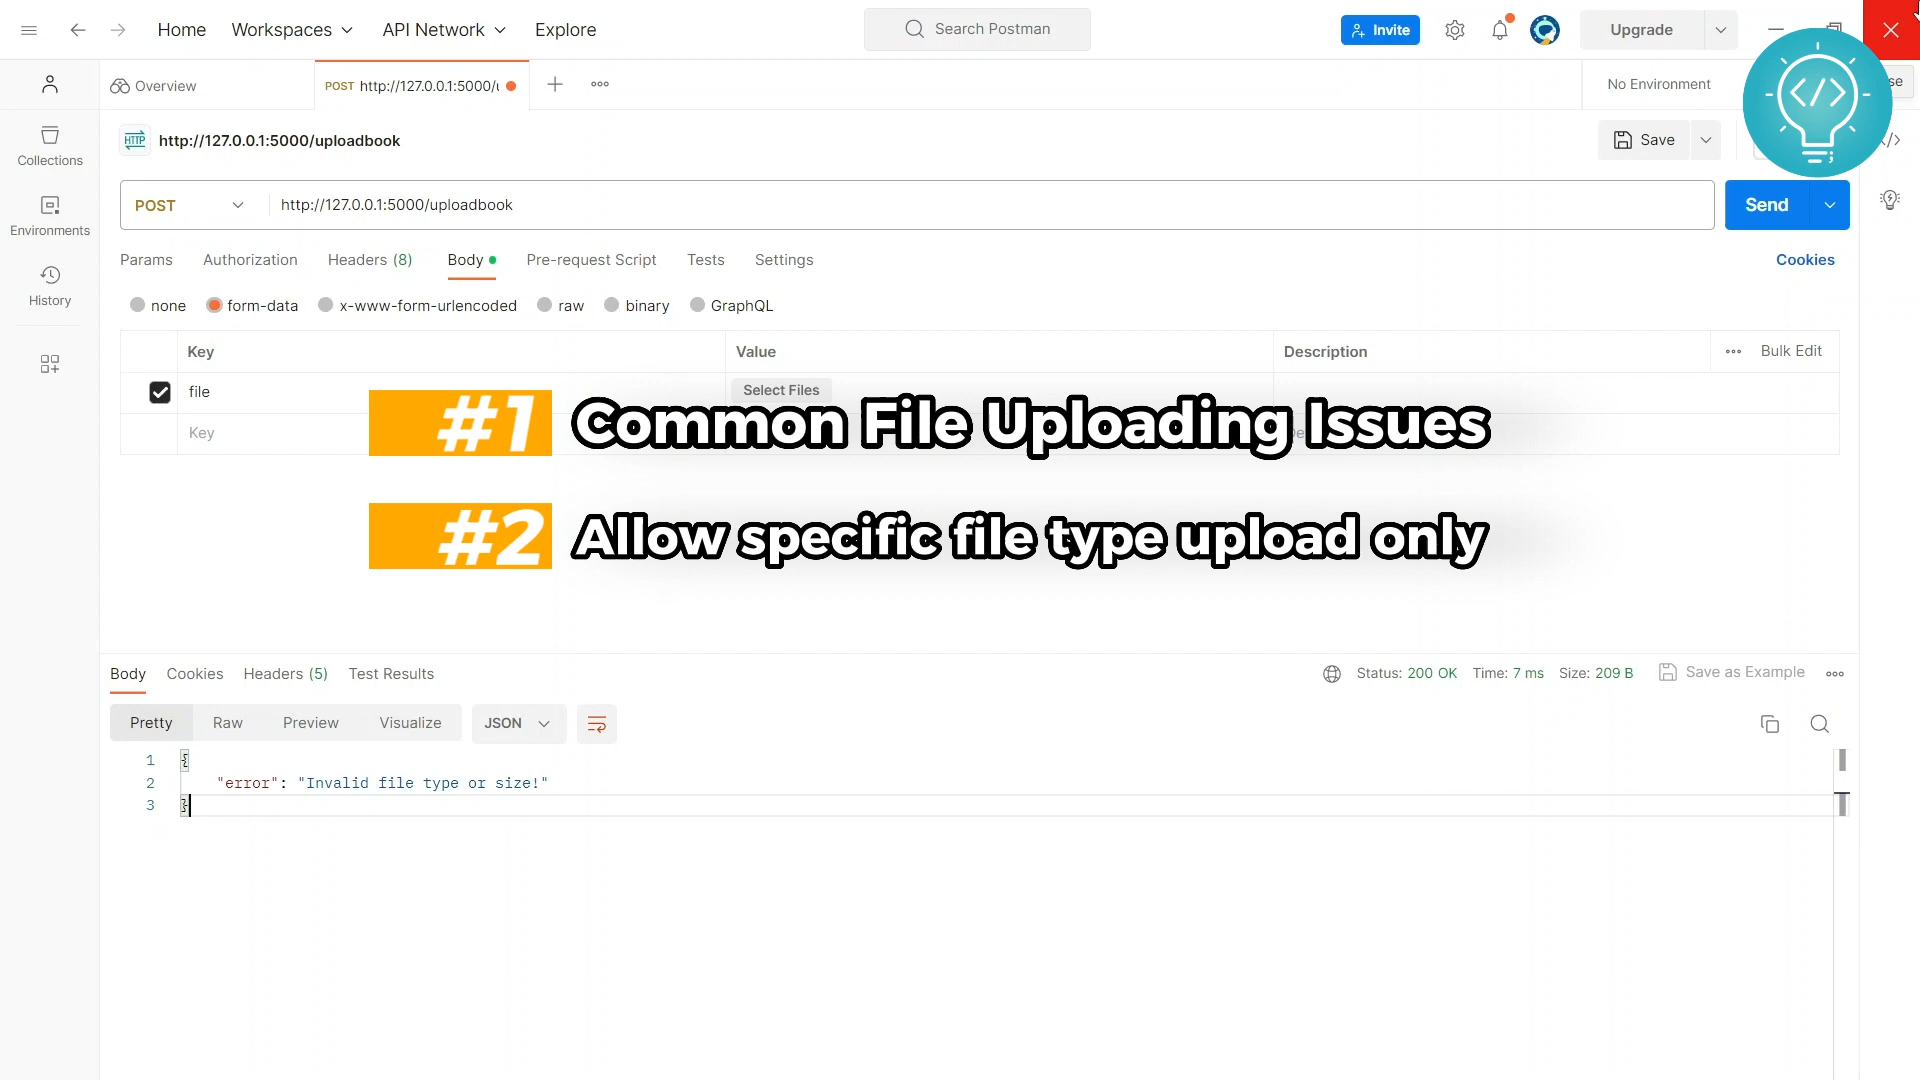 Home Workspaces API Network Explore Search Postman Invite Upgrade
Overview POST http://127.0.0.1:5000/ No Environment
HTTP http://127.0.0.1:5000/uploadbook Save </>
</>
POST http://127.0.0.1:5000/uploadbook Send
Collections
Environments
History
Params Authorization Headers (8) Body Pre-request Script Tests Settings Cookies
none form-data x-www-form-urlencoded raw binary GraphQL
Key Value Description Bulk Edit
file Select Files
Key
#1 Common File Uploading Issues
#2 Allow specific file type upload only
Body Cookies Headers (5) Test Results Status: 200 OK Time: 7 ms Size: 209 B Save as Example
Pretty Raw Preview Visualize JSON
1 {
2 "error": "Invalid file type or size!"
3 }